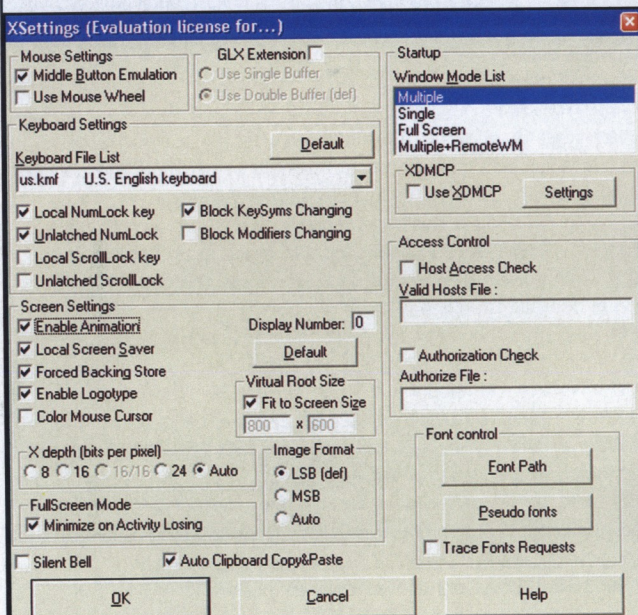 XSettings (Evaluation license for...)
Mouse Settings
Middle Button Emulation
Use Mouse Wheel
GLX Extension
Use Single Buffer
Use Double Buffer (def)
Keyboard Settings
Default
Keyboard File List
us.kmf U.S. English keyboard
Local NumLock key
Block KeySyms Changing
Unlatched NumLock
Block Modifiers Changing
Local ScrollLock key
Unlatched ScrollLock
Screen Settings
Enable Animation
Display Number: 0
Local Screen Saver
Default
Forced Backing Store
Enable Logotype
Color Mouse Cursor
Virtual Root Size
Fit to Screen Size
800 x 600
X depth (bits per pixel)
8 16 16/16 24 Auto
Image Format
LSB (def)
MSB
Auto
FullScreen Mode
Minimize on Activity Losing
Silent Bell
Auto Clipboard Copy&Paste
Startup
Window Mode List
Multiple
Single
Full Screen
Multiple+RemoteWM
XDMCP
Use XDMCP
Settings
Access Control
Host Access Check
Valid Hosts File :
Authorization Check
Authorize File :
Font control
Font Path
Pseudo fonts
Trace Fonts Requests
OK
Cancel
Help